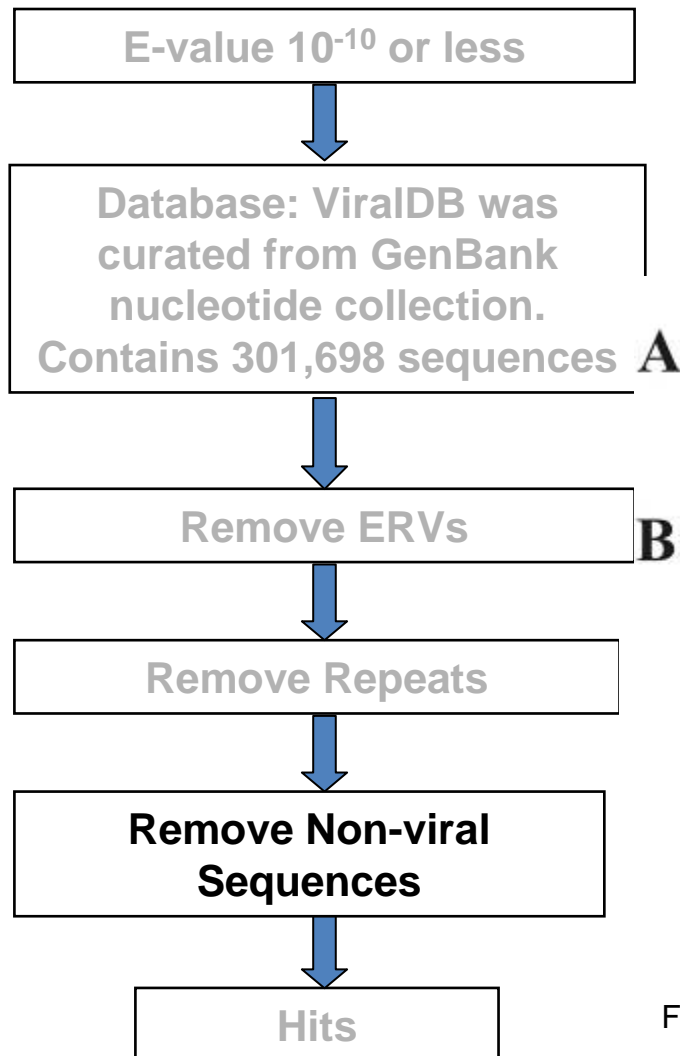 E-value 10⁻¹⁰ or less
Database: ViralDB was
curated from GenBank
nucleotide collection.
Contains 301,698 sequences
A
Remove ERVs
B
Remove Repeats
Remove Non-viral
Sequences
Hits
F